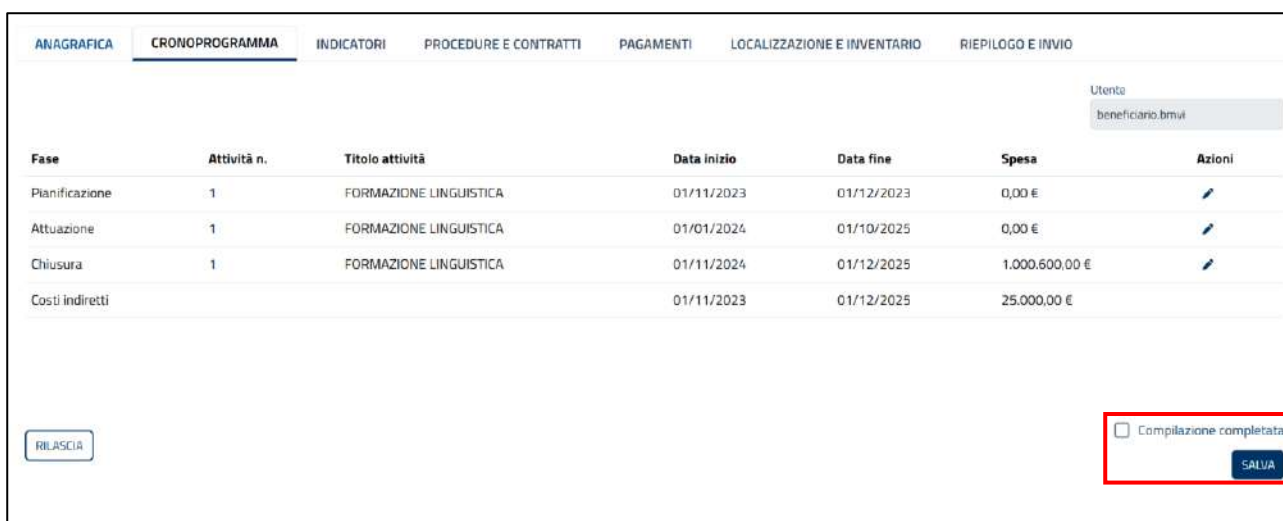 ANAGRAFICA CRONOPROGRAMMA INDICATORI PROCEDURE E CONTRATTI PAGAMENTI LOCALIZZAZIONE E INVENTARIO RIEPILOGO E INVIO
Utente
beneficiario.bmvi
Fase Attività n. Titolo attività Data inizio Data fine Spesa Azioni
Pianificazione 1 FORMAZIONE LINGUISTICA 01/11/2023 01/12/2023 0,00 €
Attuazione 1 FORMAZIONE LINGUISTICA 01/01/2024 01/10/2025 0,00 €
Chiusura 1 FORMAZIONE LINGUISTICA 01/11/2024 01/12/2025 1.000.600,00 €
Costi indiretti 01/11/2023 01/12/2025 25.000,00 €
Compilazione completata
RILASCIA SALVA